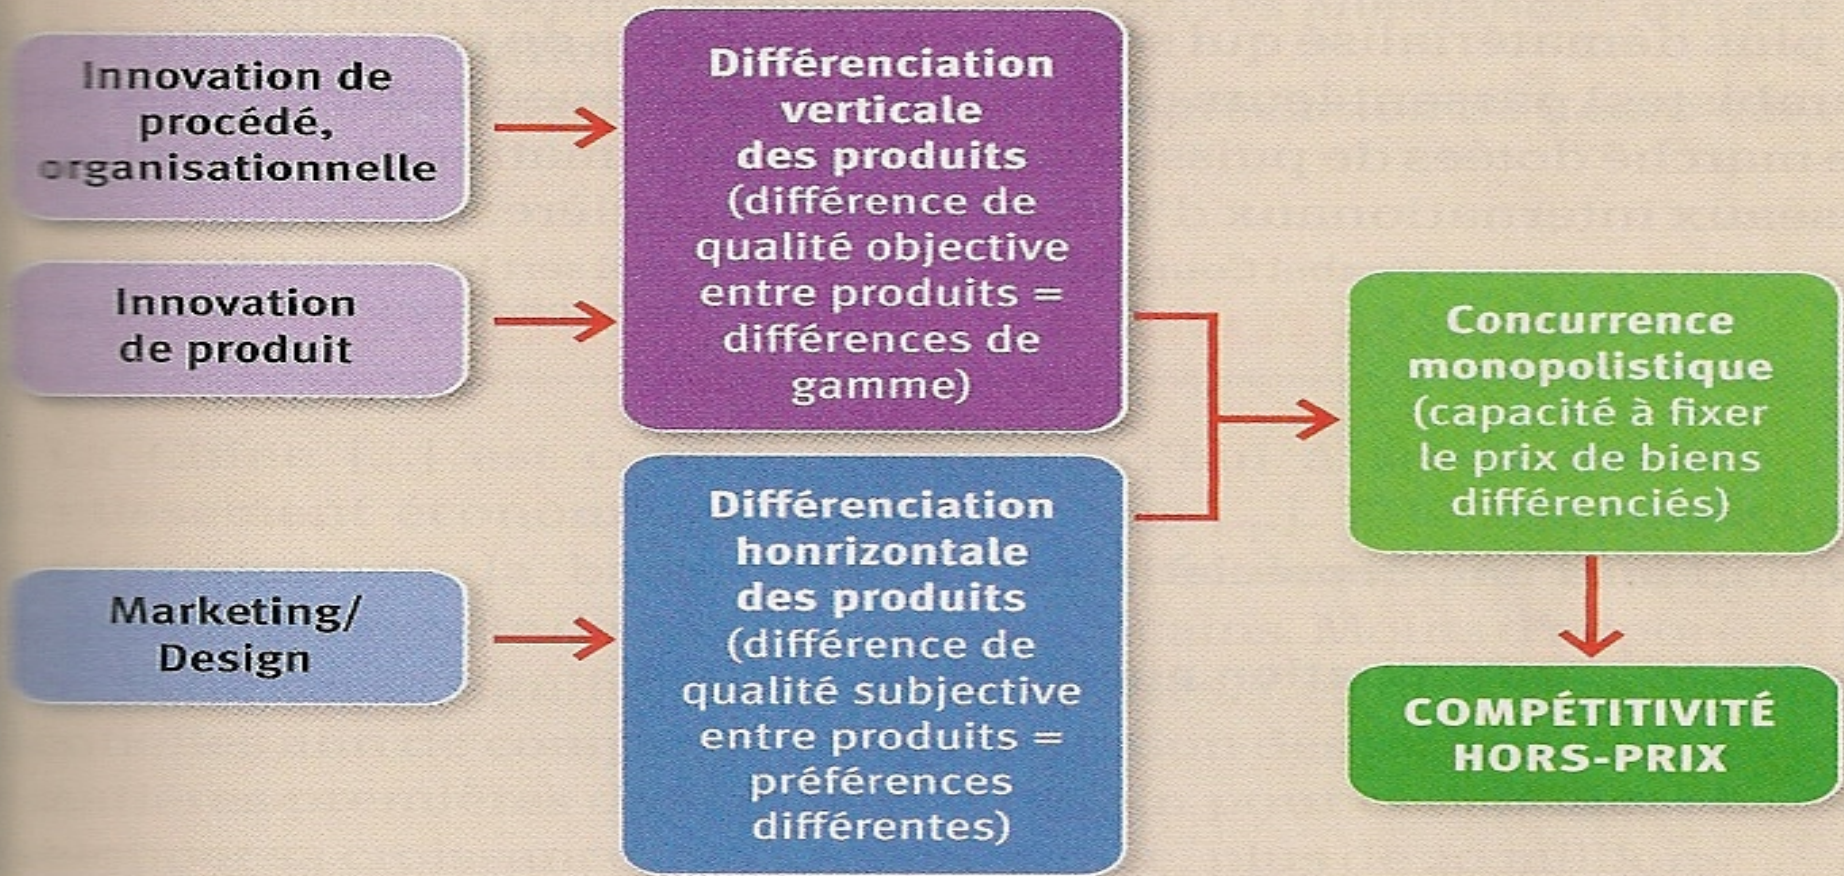 Innovation de
procédé,
organisationnelle
Innovation
de produit
Marketing/
Design
Différenciation
verticale
des produits
(différence de
qualité objective
entre produits =
différences de
gamme)
Différenciation
honrizontale
des produits
(différence de
qualité subjective
entre produits =
préférences
différentes)
Concurrence
monopolistique
(capacité à fixer
le prix de biens
différenciés)
COMPÉTITIVITÉ
HORS-PRIX